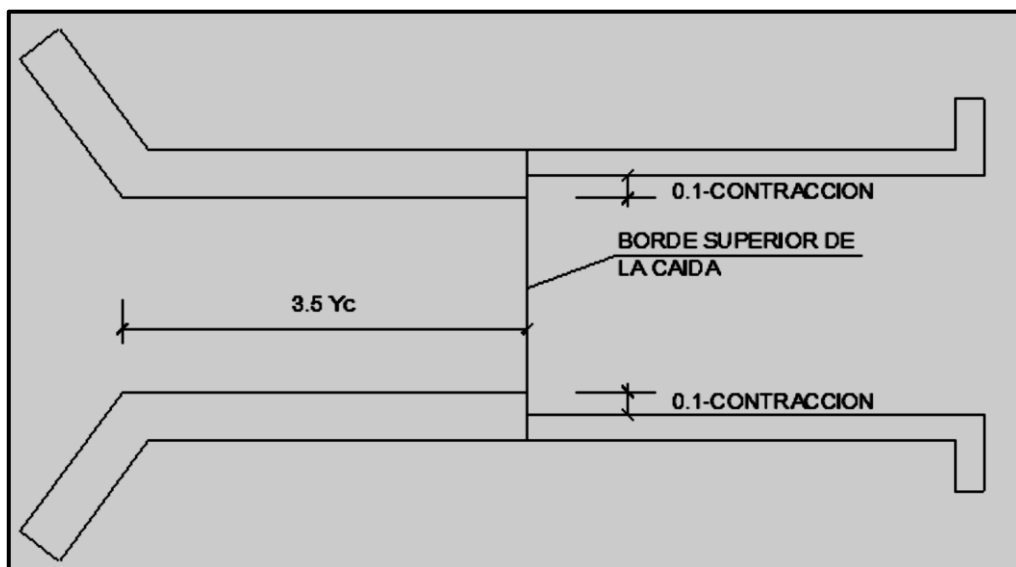 0.1-CONTRACCION
BORDE SUPERIOR DE
LA CAIDA
3.5 Yc
0.1-CONTRACCION